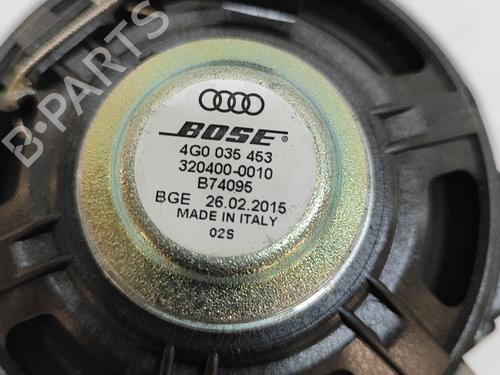 B-PARTS
BOSE®
4G0 035 453
320400-0010
B74095
BGE 26.02.2015
MADE IN ITALY
02S